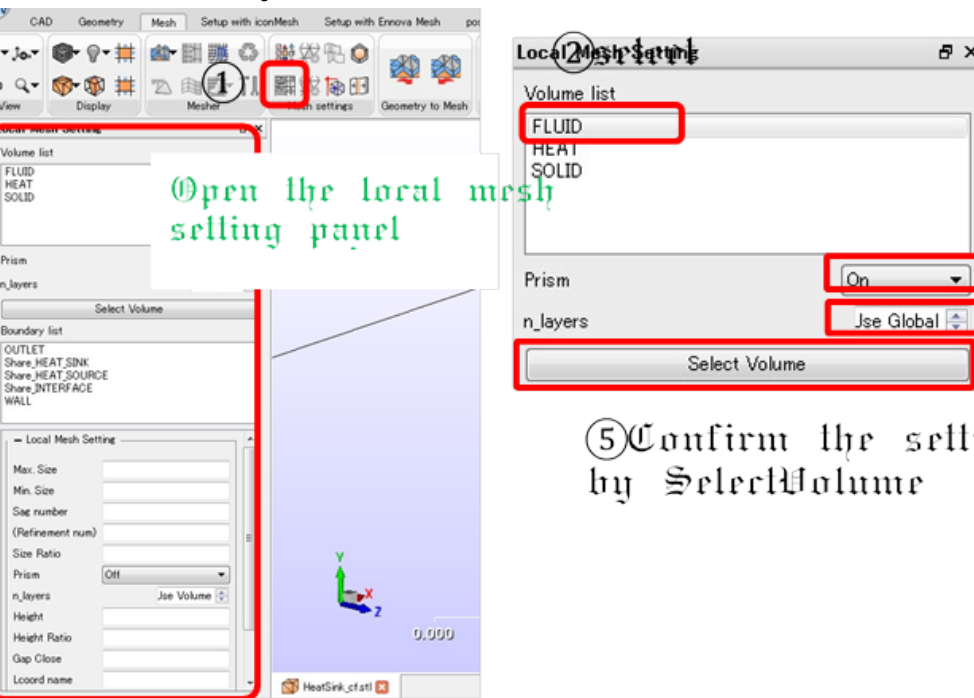 CAD Geometry Mesh Setup with iconMesh Setup with Ennova Mesh
View Display Mesher Mesh settings Geometry to Mesh
①
Local Mesh Setting
Volume list
FLUID
HEAT
SOLID
Open the local mesh
setting panel
Prism
n_layers
Select Volume
Boundary list
OUTLET
Share_HEAT_SINK
Share_HEAT_SOURCE
Share_INTERFACE
WALL
Local Mesh Setting
Max. Size
Min. Size
Sag number
(Refinement num)
Size Ratio
Prism Off
n_layers Jse Volume
Height
Height Ratio
Gap Close
Lcoord name
Y
X
Z
0.000
HeatSink_cf.stl
Local Mesh Setting
②select
Volume list
FLUID
HEAT
SOLID
Prism On
n_layers Jse Global
Select Volume
⑤Confirm the sett
by SelectVolume